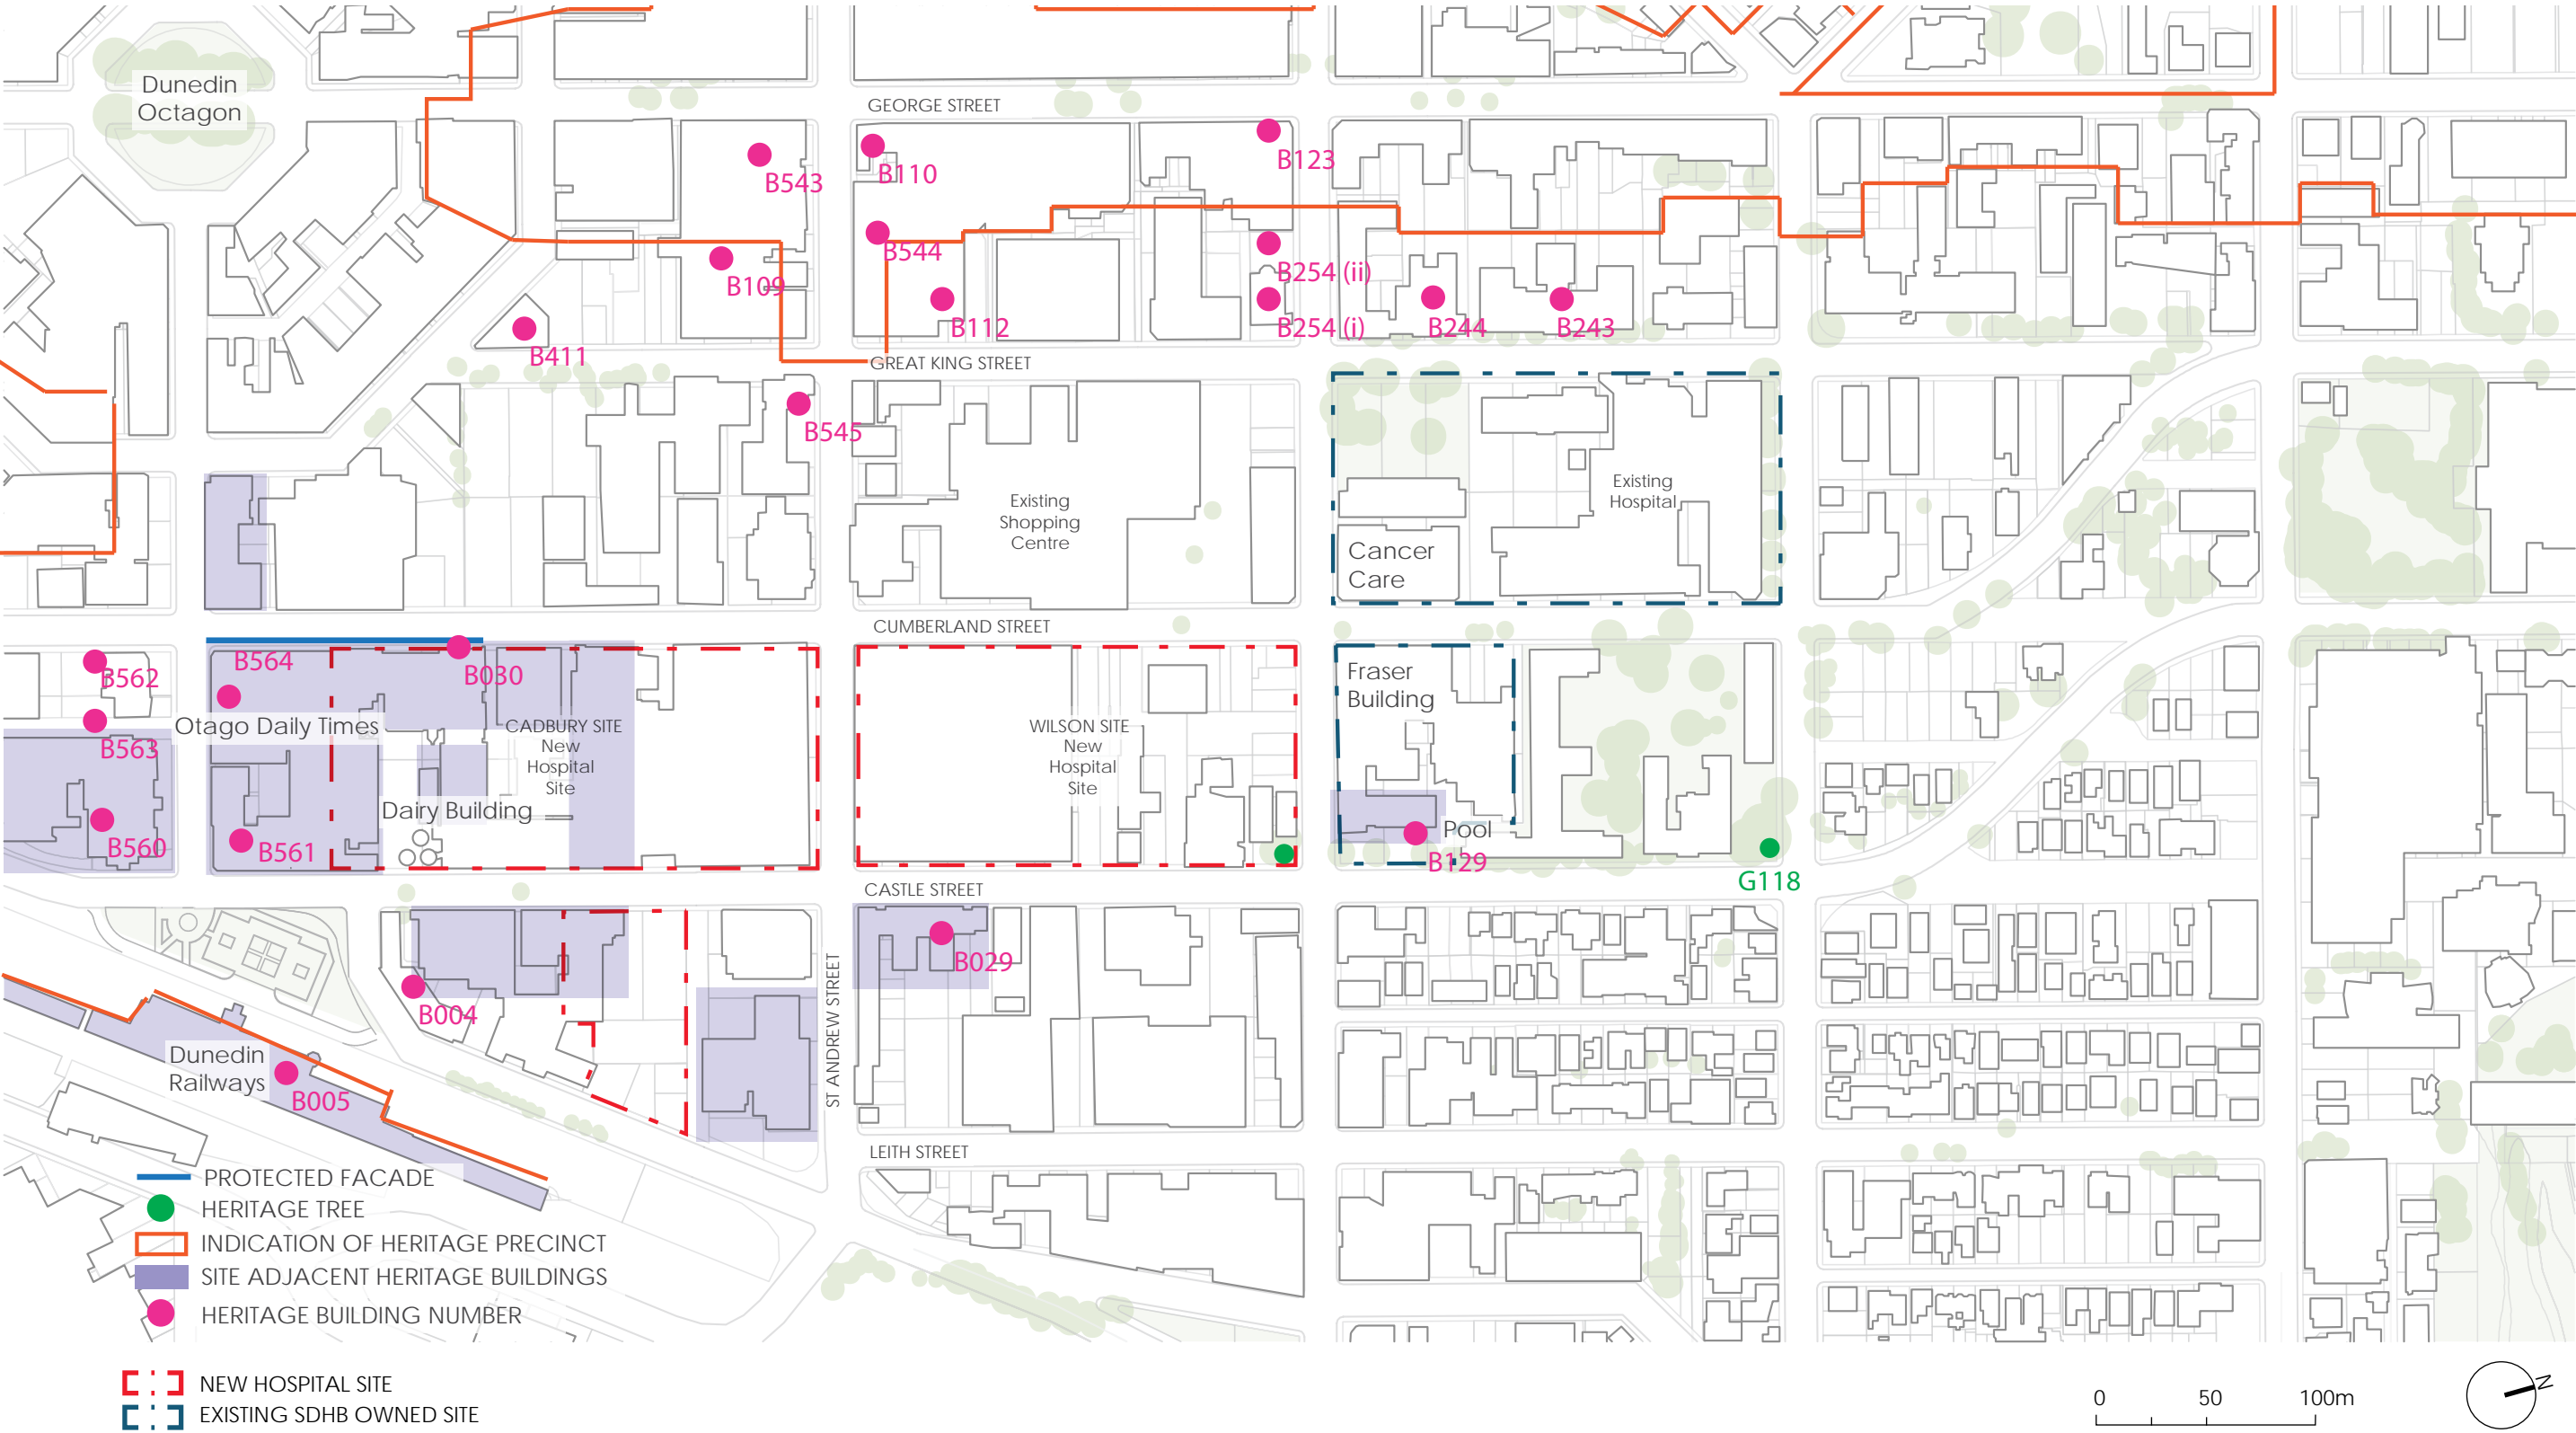 Dunedin
Octagon
GEORGE STREET
B543
B110
B123
B544
B109
B254 (ii)
B112
B254 (i)
B244
B243
B411
GREAT KING STREET
B545
Existing
Shopping
Centre
Existing
Hospital
Cancer
Care
CUMBERLAND STREET
B562
B564
B030
Fraser
Building
Otago Daily Times
B563
CADBURY SITE
New
Hospital
Site
WILSON SITE
New
Hospital
Site
Dairy Building
B560
B561
Pool
B129
G118
CASTLE STREET
B029
B004
ST ANDREW STREET
Dunedin
Railways
B005
LEITH STREET
PROTECTED FACADE
HERITAGE TREE
INDICATION OF HERITAGE PRECINCT
SITE ADJACENT HERITAGE BUILDINGS
HERITAGE BUILDING NUMBER
NEW HOSPITAL SITE
EXISTING SDHB OWNED SITE
0 50 100m
N